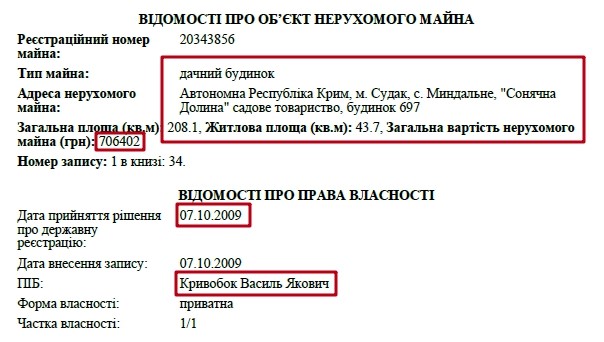 ВІДОМОСТІ ПРО ОБ’ЄКТ НЕРУХОМОГО МАЙНА
Реєстраційний номер майна: 20343856
Тип майна: дачний будинок
Адреса нерухомого майна: Автономна Республіка Крим, м. Судак, с. Миндальне, "Сонячна Долина" садове товариство, будинок 697
Загальна площа (кв.м): 208.1, Житлова площа (кв.м): 43.7, Загальна вартість нерухомого
майна (грн): 706402
Номер запису: 1 в книзі: 34.
ВІДОМОСТІ ПРО ПРАВА ВЛАСНОСТІ
Дата прийняття рішення про державну реєстрацію: 07.10.2009
Дата внесення запису: 07.10.2009
ПІБ: Кривобок Василь Якович
Форма власності: приватна
Частка власності: 1/1